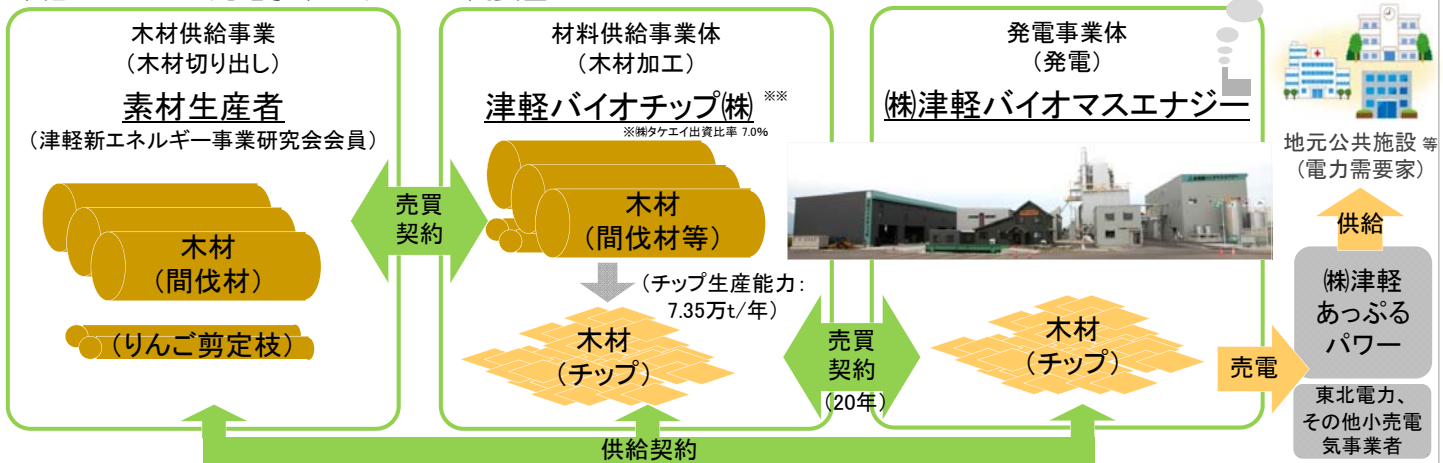 木材供給事業
（木材切り出し）
素材生産者
（津軽新エネルギー事業研究会会員）
木材
（間伐材）
（りんご剪定枝）
売買
契約
材料供給事業体
（木材加工）
津軽バイオチップ㈱ ※※
※㈱タケエイ出資比率 7.0%
木材
（間伐材等）
（チップ生産能力：
7.35万t/年）
木材
（チップ）
売買
契約
（20年）
発電事業体
（発電）
㈱津軽バイオマスエナジー
木材
（チップ）
売電
地元公共施設 等
（電力需要家）
供給
㈱津軽
あっぷる
パワー
東北電力、
その他小売電
気事業者
供給契約